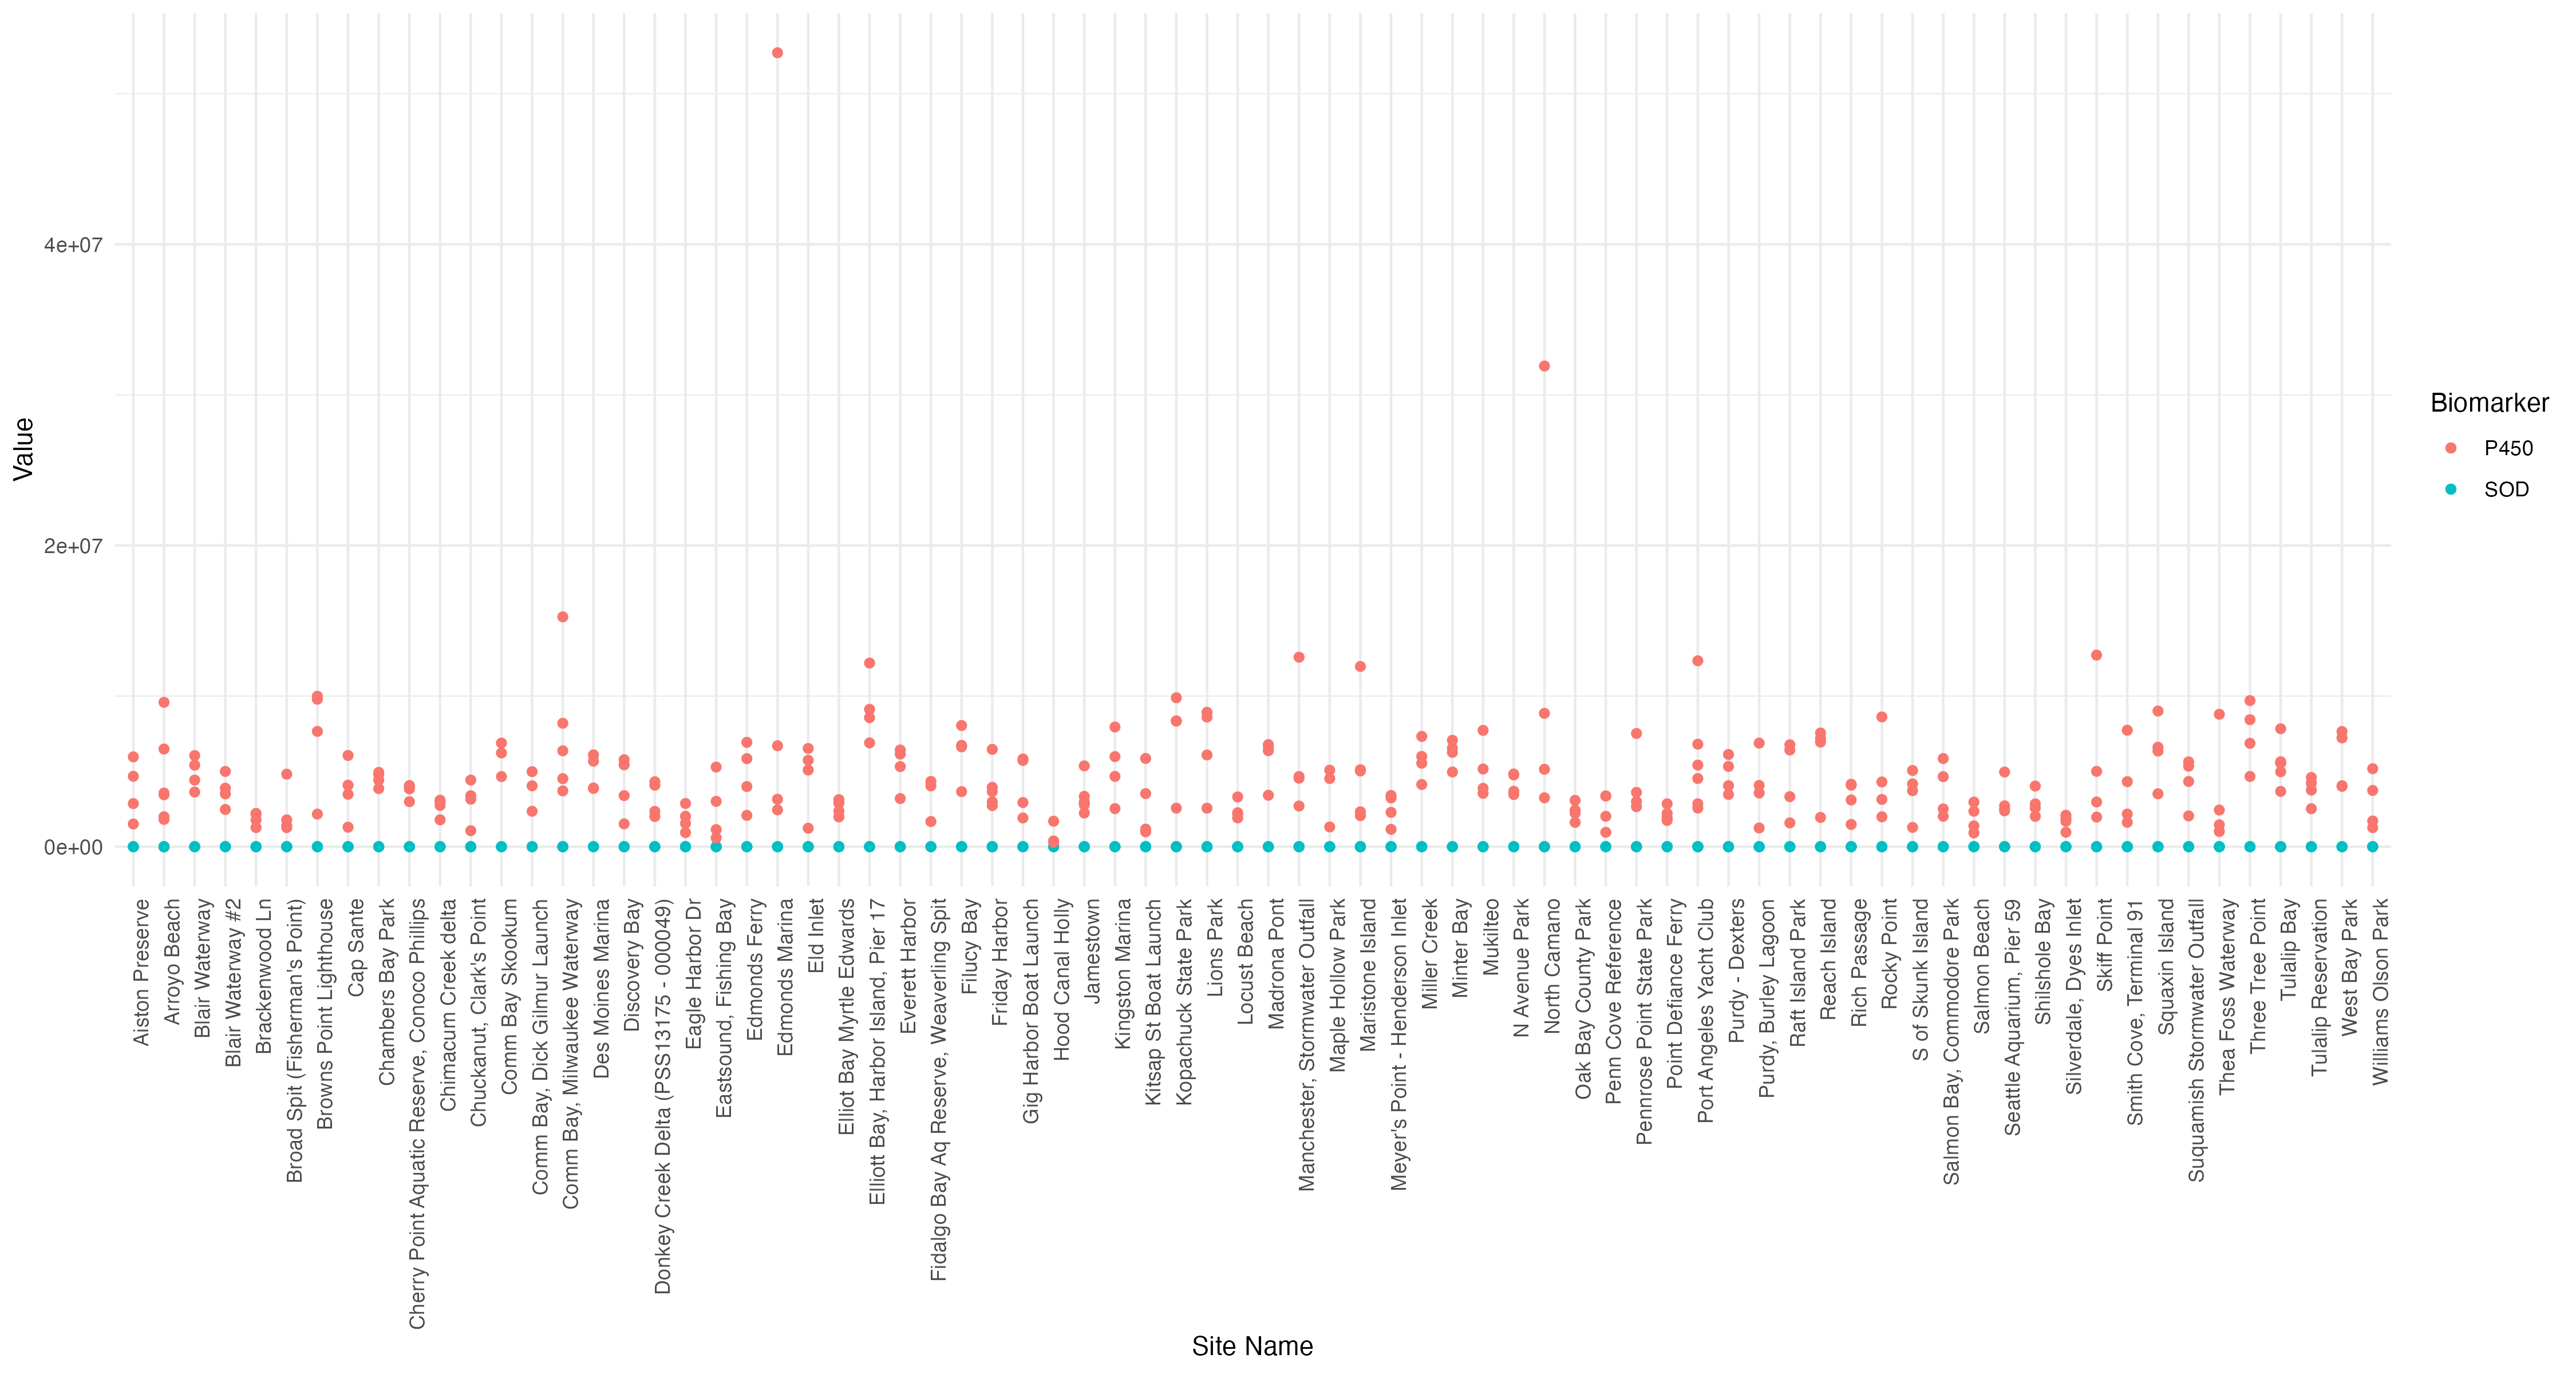 Value
4e+07
2e+07
0e+00
Aiston Preserve
Arroyo Beach
Blair Waterway
Blair Waterway #2
Brackenwood Ln
Broad Spit (Fisherman's Point)
Browns Point Lighthouse
Cap Sante
Chambers Bay Park
Cherry Point Aquatic Reserve, Conoco Phillips
Chimacum Creek delta
Chuckanut, Clark's Point
Comm Bay Skookum
Comm Bay, Dick Gilmur Launch
Comm Bay, Milwaukee Waterway
Des Moines Marina
Discovery Bay
Donkey Creek Delta (PSS13175 - 000049)
Eagle Harbor Dr
Eastsound, Fishing Bay
Edmonds Ferry
Edmonds Marina
Eld Inlet
Elliot Bay Myrtle Edwards
Elliott Bay, Harbor Island, Pier 17
Everett Harbor
Fidalgo Bay Aq Reserve, Weaverling Spit
Filucy Bay
Friday Harbor
Gig Harbor Boat Launch
Hood Canal Holly
Jamestown
Kingston Marina
Kitsap St Boat Launch
Kopachuck State Park
Lions Park
Locust Beach
Madrona Pont
Manchester, Stormwater Outfall
Maple Hollow Park
Maristone Island
Meyer's Point - Henderson Inlet
Miller Creek
Minter Bay
Mukilteo
N Avenue Park
North Camano
Oak Bay County Park
Penn Cove Reference
Pennrose Point State Park
Point Defiance Ferry
Port Angeles Yacht Club
Purdy - Dexters
Purdy, Burley Lagoon
Raft Island Park
Reach Island
Rich Passage
Rocky Point
S of Skunk Island
Salmon Bay, Commodore Park
Salmon Beach
Seattle Aquarium, Pier 59
Shilshole Bay
Silverdale, Dyes Inlet
Skiff Point
Smith Cove, Terminal 91
Squaxin Island
Suquamish Stormwater Outfall
Thea Foss Waterway
Three Tree Point
Tulalip Bay
Tulalip Reservation
West Bay Park
Williams Olson Park
Site Name
Biomarker
P450
SOD